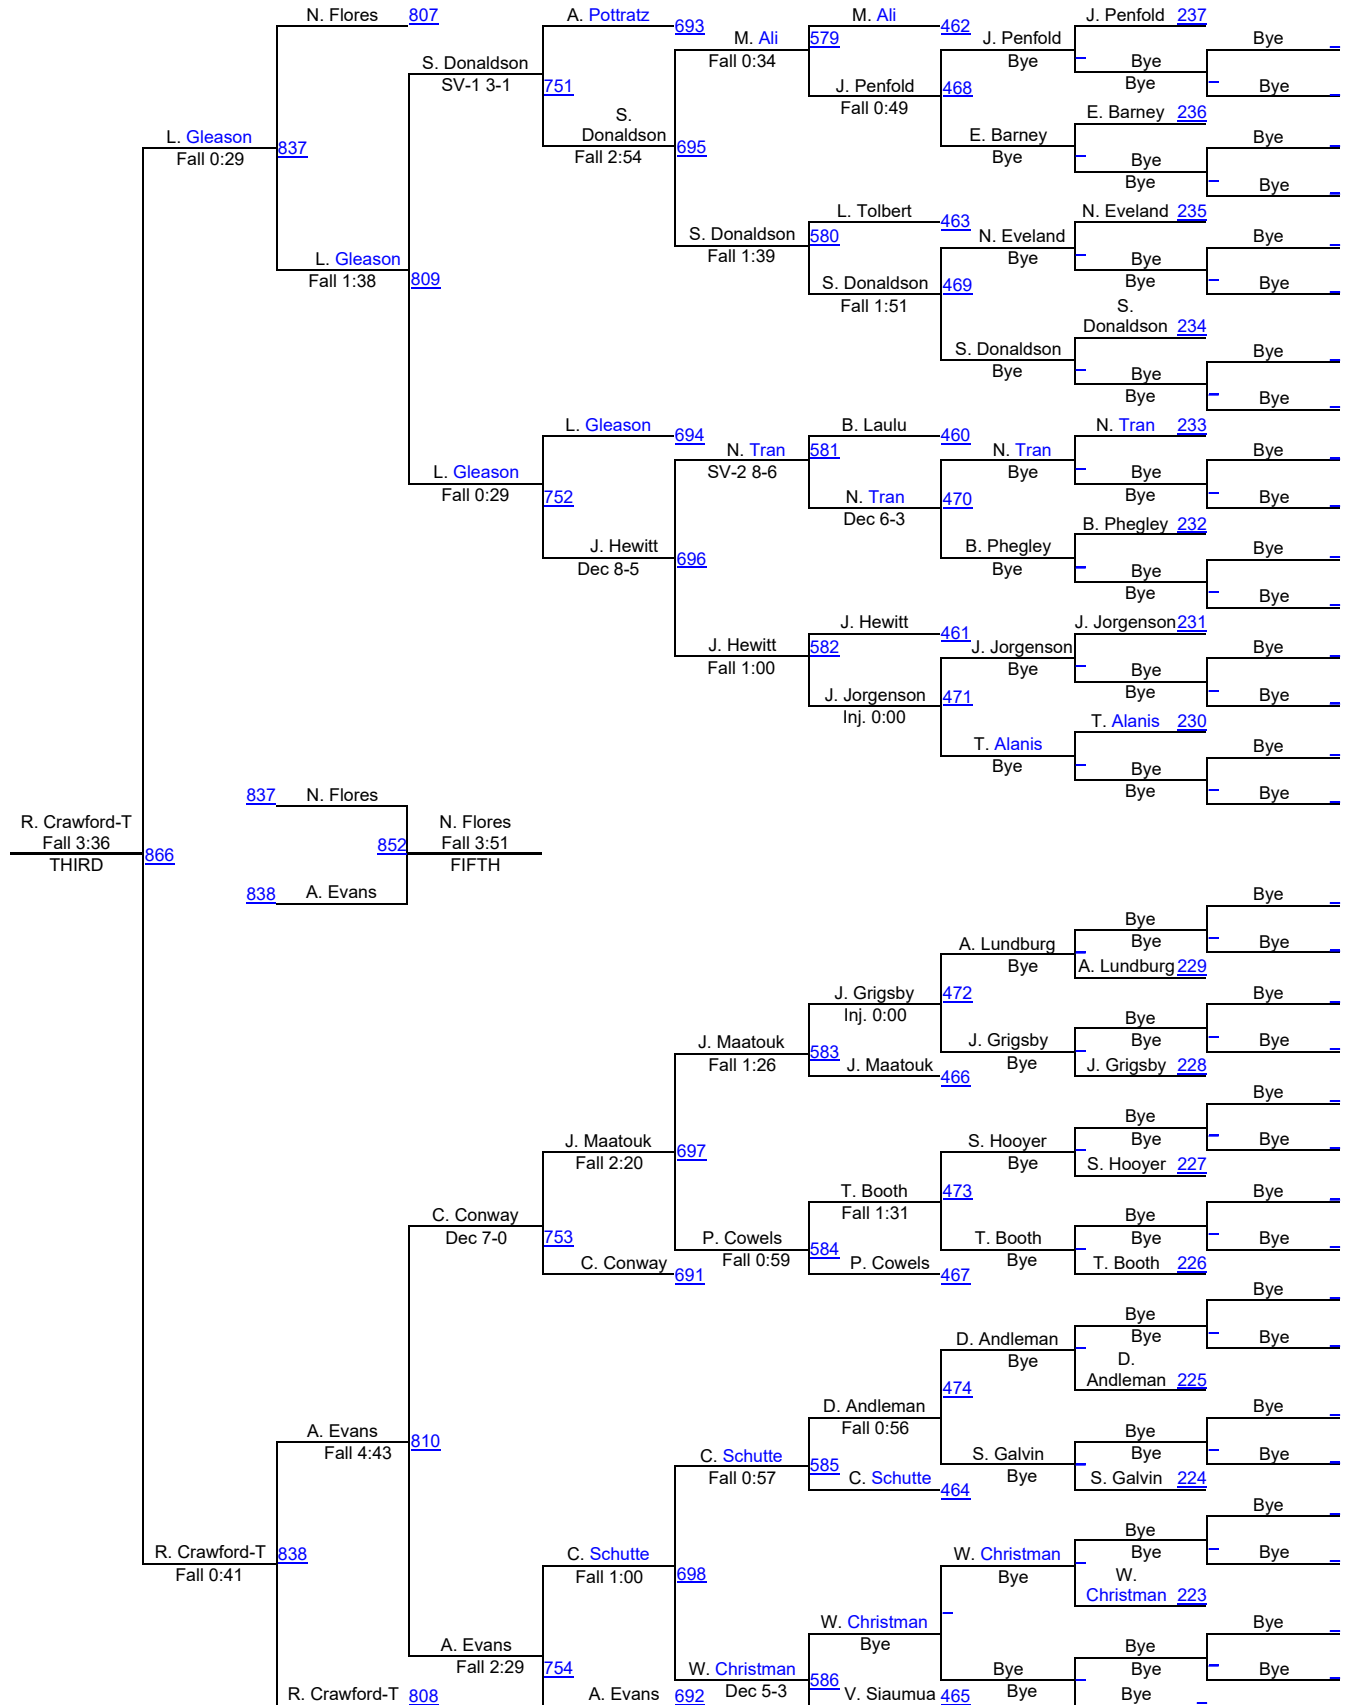 N. Flores 807
A. Pottratz
693
M. Ali
462
J. Penfold 237
Bye
M. Ali
579
J. Penfold
Fall 0:34
Bye
Bye
S. Donaldson
SV-1 3-1
751
J. Penfold
468
Bye
Bye
Fall 0:49
S.
Donaldson
E. Barney 236
L. Gleason
837
Fall 2:54
695
E. Barney
Bye
Fall 0:29
Bye
Bye
Bye
Bye
L. Tolbert
463
N. Eveland 235
S. Donaldson
580
N. Eveland
Bye
Fall 1:39
Bye
Bye
L. Gleason
809
S. Donaldson
469
Bye
Bye
Fall 1:38
Fall 1:51
S.
Donaldson 234
S. Donaldson
Bye
Bye
Bye
Bye
Bye
L. Gleason
694
B. Laulu
460
N. Tran 233
N. Tran
581
N. Tran
Bye
SV-2 8-6
Bye
Bye
L. Gleason
752
N. Tran
470
Bye
Bye
Fall 0:29
Dec 6-3
B. Phegley 232
J. Hewitt
696
B. Phegley
Bye
Dec 8-5
Bye
Bye
Bye
Bye
J. Hewitt
461
J. Jorgenson 231
J. Hewitt
582
J. Jorgenson
Bye
Fall 1:00
Bye
Bye
J. Jorgenson
471
Bye
Bye
Inj. 0:00
T. Alanis 230
T. Alanis
Bye
Bye
Bye
837 N. Flores
Bye
Bye
R. Crawford-T
N. Flores
Fall 3:36
852
Fall 3:51
866
THIRD
FIFTH
838 A. Evans
Bye
Bye
A. Lundburg
Bye
Bye
Bye
A. Lundburg 229
J. Grigsby
472
Bye
Inj. 0:00
Bye
J. Maatouk
583
J. Grigsby
Bye
Bye
Fall 1:26
J. Maatouk
466
Bye
J. Grigsby 228
Bye
Bye
J. Maatouk
697
S. Hooyer
Bye
Bye
Fall 2:20
Bye
S. Hooyer 227
T. Booth
473
Bye
Fall 1:31
C. Conway
753
Bye
Dec 7-0
P. Cowels
584
T. Booth
Bye
Bye
Fall 0:59
Bye
C. Conway
691
P. Cowels
467
T. Booth 226
Bye
Bye
D. Andleman
Bye
Bye
Bye
D.
Andleman 225
474
D. Andleman
Bye
Fall 0:56
A. Evans
810
Bye
Fall 4:43
C. Schutte
585
S. Galvin
Bye
Bye
Fall 0:57
C. Schutte
464
Bye
S. Galvin 224
Bye
Bye
R. Crawford-T
838
C. Schutte
698
W. Christman
Bye
Bye
Fall 0:41
Fall 1:00
Bye
W.
Christman 223
W. Christman
Bye
Bye
A. Evans
754
Bye
Fall 2:29
W. Christman
586
Bye
Bye
Bye
R. Crawford-T 808
A. Evans 692
Dec 5-3
V. Siaumua 465
Bye
Bye